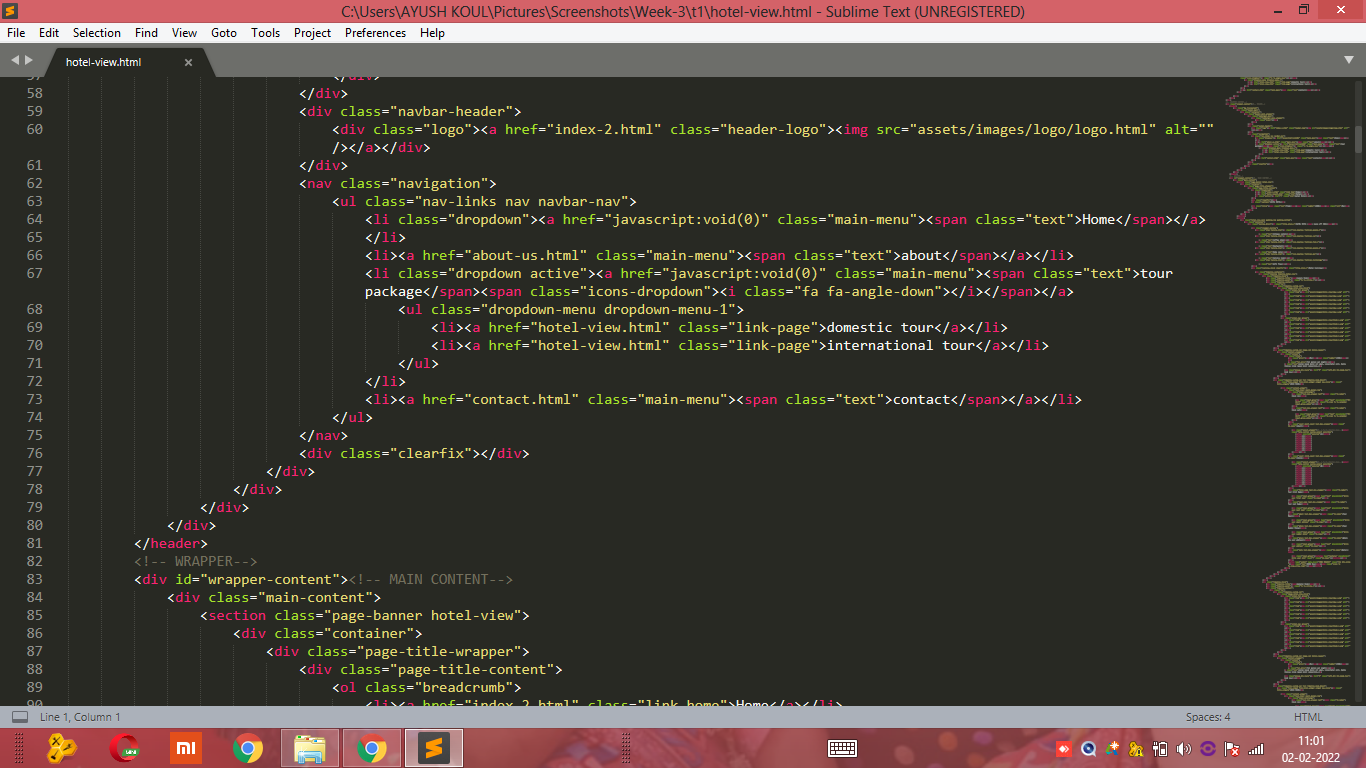 C:\Users\AYUSH KOUL\Pictures\Screenshots\Week-3\t1\hotel-view.html - Sublime Text (UNREGISTERED)
File Edit Selection Find View Goto Tools Project Preferences Help
hotel-view.html
57 </div>
58 </div>
59 <div class="navbar-header">
60 <div class="logo"><a href="index-2.html" class="header-logo"><img src="assets/images/logo/logo.html" alt=""
/></a></div>
61 </div>
62 <nav class="navigation">
63 <ul class="nav-links nav navbar-nav">
64 <li class="dropdown"><a href="javascript:void(0)" class="main-menu"><span class="text">Home</span></a>
65 </li>
66 <li><a href="about-us.html" class="main-menu"><span class="text">about</span></a></li>
67 <li class="dropdown active"><a href="javascript:void(0)" class="main-menu"><span class="text">tour
package</span><span class="icons-dropdown"><i class="fa fa-angle-down"></i></span></a>
68 <ul class="dropdown-menu dropdown-menu-1">
69 <li><a href="hotel-view.html" class="link-page">domestic tour</a></li>
70 <li><a href="hotel-view.html" class="link-page">international tour</a></li>
71 </ul>
72 </li>
73 <li><a href="contact.html" class="main-menu"><span class="text">contact</span></a></li>
74 </ul>
75 </nav>
76 <div class="clearfix"></div>
77 </div>
78 </div>
79 </div>
80 </div>
81 </header>
82 <!-- WRAPPER-->
83 <div id="wrapper-content"><!-- MAIN CONTENT-->
84 <div class="main-content">
85 <section class="page-banner hotel-view">
86 <div class="container">
87 <div class="page-title-wrapper">
88 <div class="page-title-content">
89 <ol class="breadcrumb">
90 <li><a href="index-2.html" class="link home">Home</a></li>
Line 1, Column 1
Spaces: 4 HTML
mi
11:01
02-02-2022